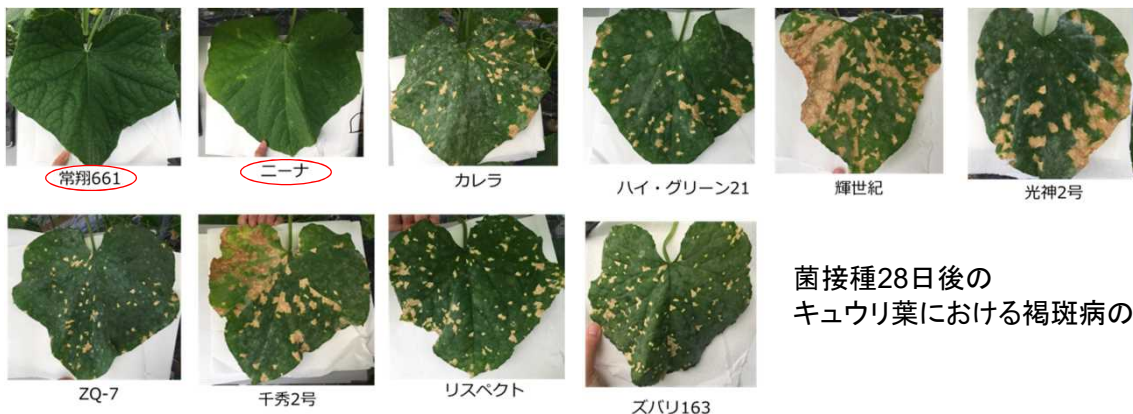 常翔661
ニーナ
カレラ
ハイ・グリーン21
輝世紀
光神2号
ZQ-7
千秀2号
リスペクト
ズバリ163
菌接種28日後の
キュウリ葉における褐斑病の